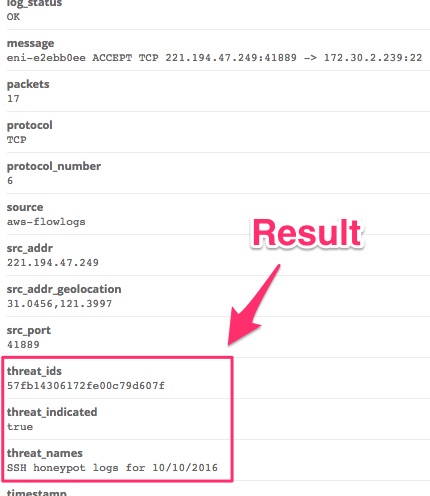 log_status
OK
message
eni-e2ebb0ee ACCEPT TCP 221.194.47.249:41889 -> 172.30.2.239:22
packets
17
protocol
TCP
protocol_number
6
source
aws-flowlogs
Result
src_addr
221.194.47.249
src_addr_geolocation
31.0456,121.3997
src_port
41889
threat_ids
57fb14306172fe00c79d607f
threat_indicated
true
threat_names
SSH honeypot logs for 10/10/2016
timestamp